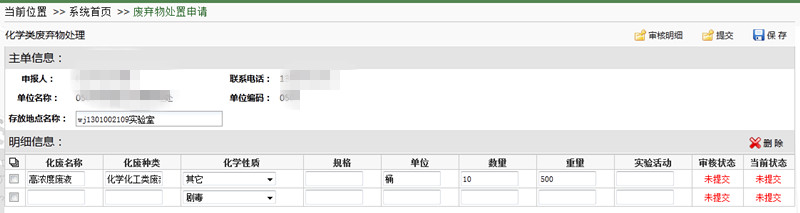 当前位置 >> 系统首页 >> 废弃物处置申请
化学类废弃物处理 审核明细 提交 保存
主单信息：
申报人： 联系电话：
单位名称： 单位编码：
存放地点名称： wj1301002109实验室
明细信息： 删除
化废名称 化废种类 化学性质 规格 单位 数量 重量 实验活动 审核状态 当前状态
高浓度废液 化学化工类废 其它 桶 10 500 未提交 未提交
剧毒 未提交 未提交